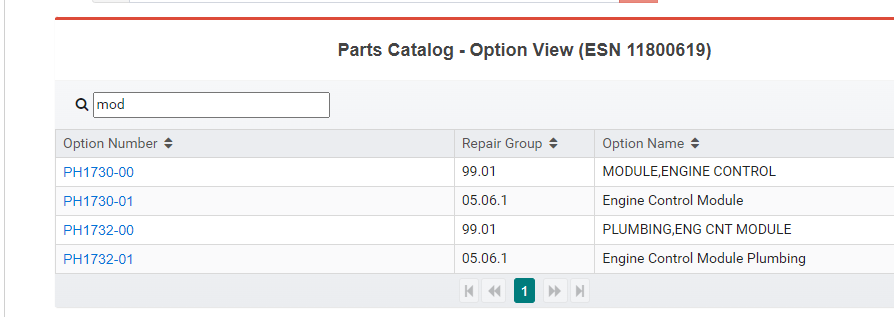 Parts Catalog - Option View (ESN 11800619)
mod
Option Number Repair Group Option Name
PH1730-00 99.01 MODULE,ENGINE CONTROL
PH1730-01 05.06.1 Engine Control Module
PH1732-00 99.01 PLUMBING,ENG CNT MODULE
PH1732-01 05.06.1 Engine Control Module Plumbing
1